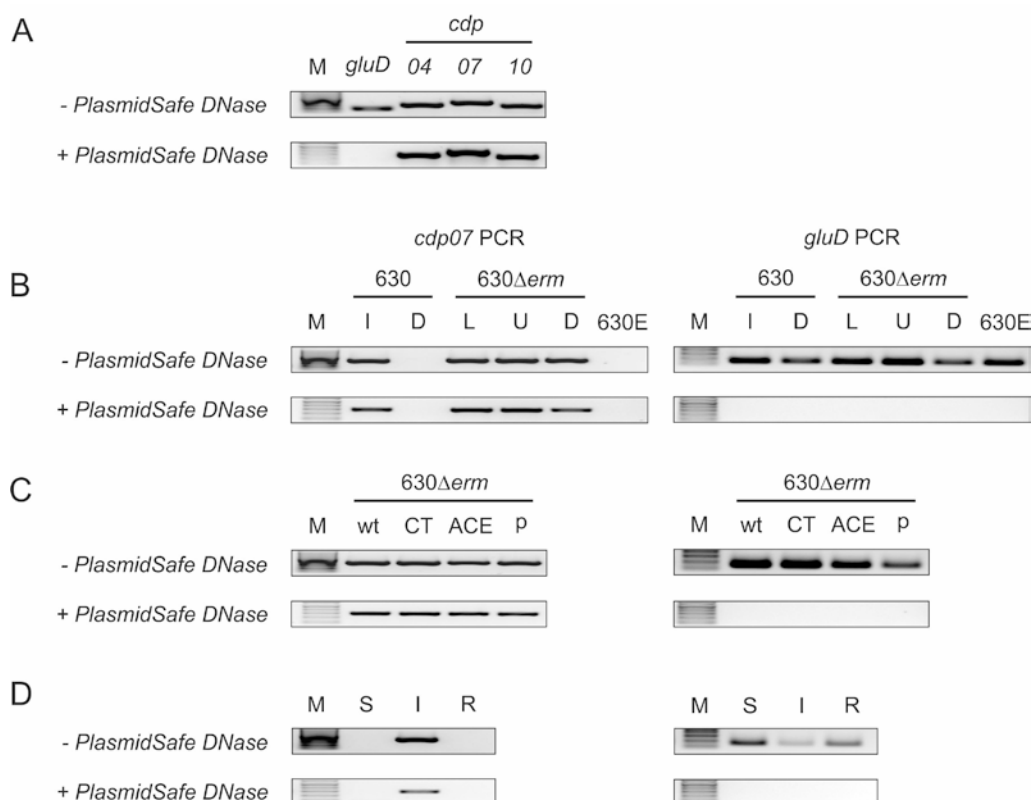 A
cdp
M gluD 04 07 10
- PlasmidSafe DNase
+ PlasmidSafe DNase
cdp07 PCR gluD PCR
B
630 630Δerm 630 630Δerm
M I D L U D 630E M I D L U D 630E
- PlasmidSafe DNase
+ PlasmidSafe DNase
C
630Δerm 630Δerm
M wt CT ACE p M wt CT ACE p
- PlasmidSafe DNase
+ PlasmidSafe DNase
D
M S I R M S I R
- PlasmidSafe DNase
+ PlasmidSafe DNase